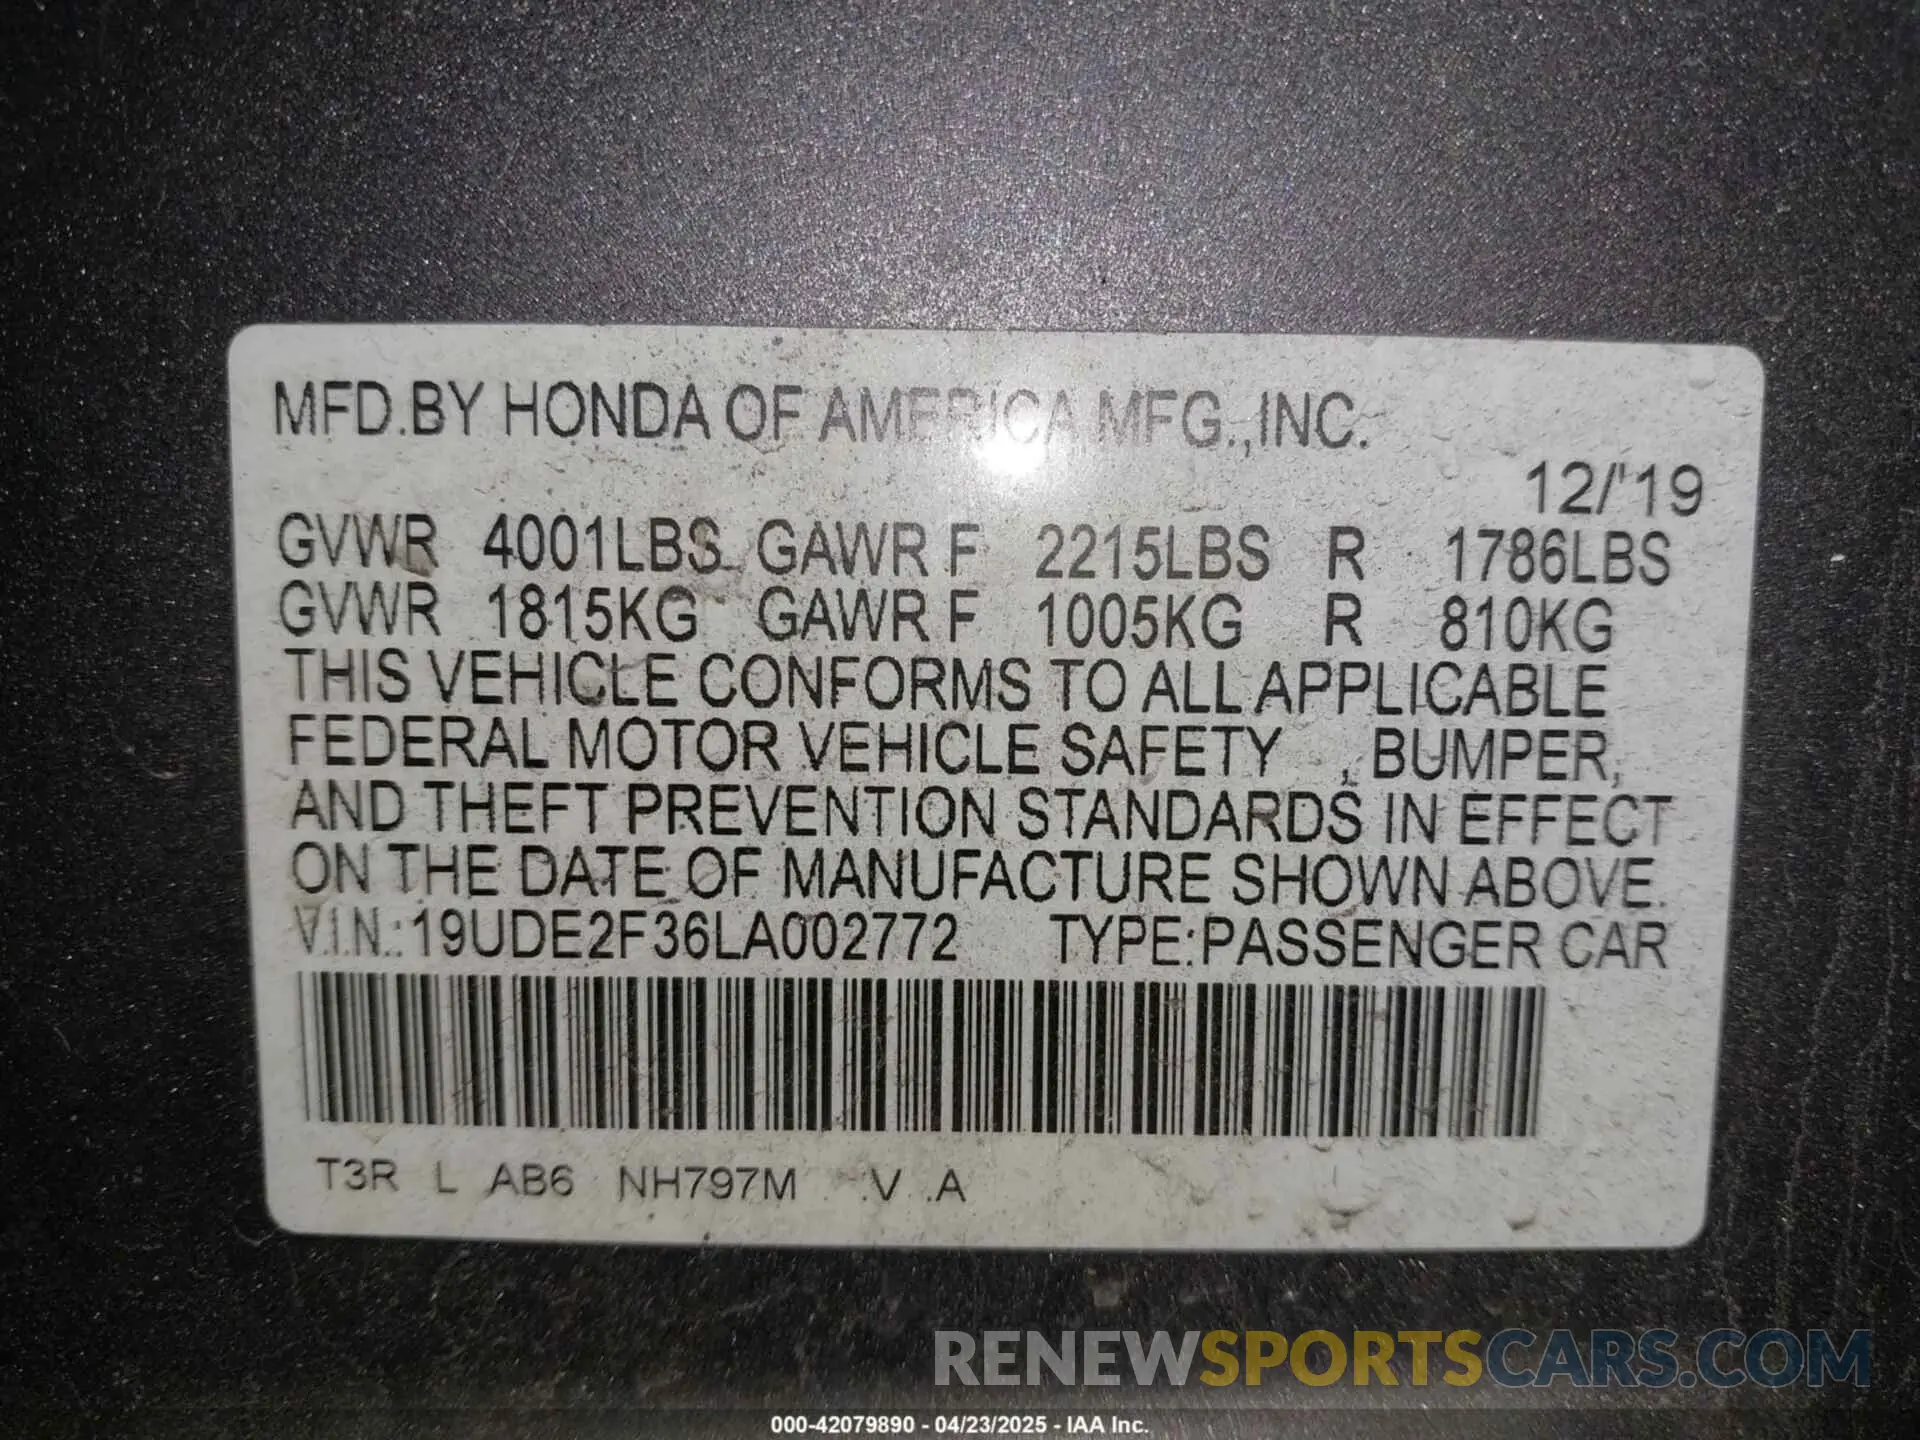 MFD.BY HONDA OF AMERICA MFG.,INC.
12/'19
GVWR 4001LBS GAWR F 2215LBS R 1786LBS
GVWR 1815KG GAWR F 1005KG R 810KG
THIS VEHICLE CONFORMS TO ALL APPLICABLE
FEDERAL MOTOR VEHICLE SAFETY , BUMPER,
AND THEFT PREVENTION STANDARDS IN EFFECT
ON THE DATE OF MANUFACTURE SHOWN ABOVE.
V.I.N.:19UDE2F36LA002772 TYPE:PASSENGER CAR
T3R L AB6 NH797M V A
RENEWSPORTSCARS.COM
000-42079890 - 04/23/2025 - IAA Inc.